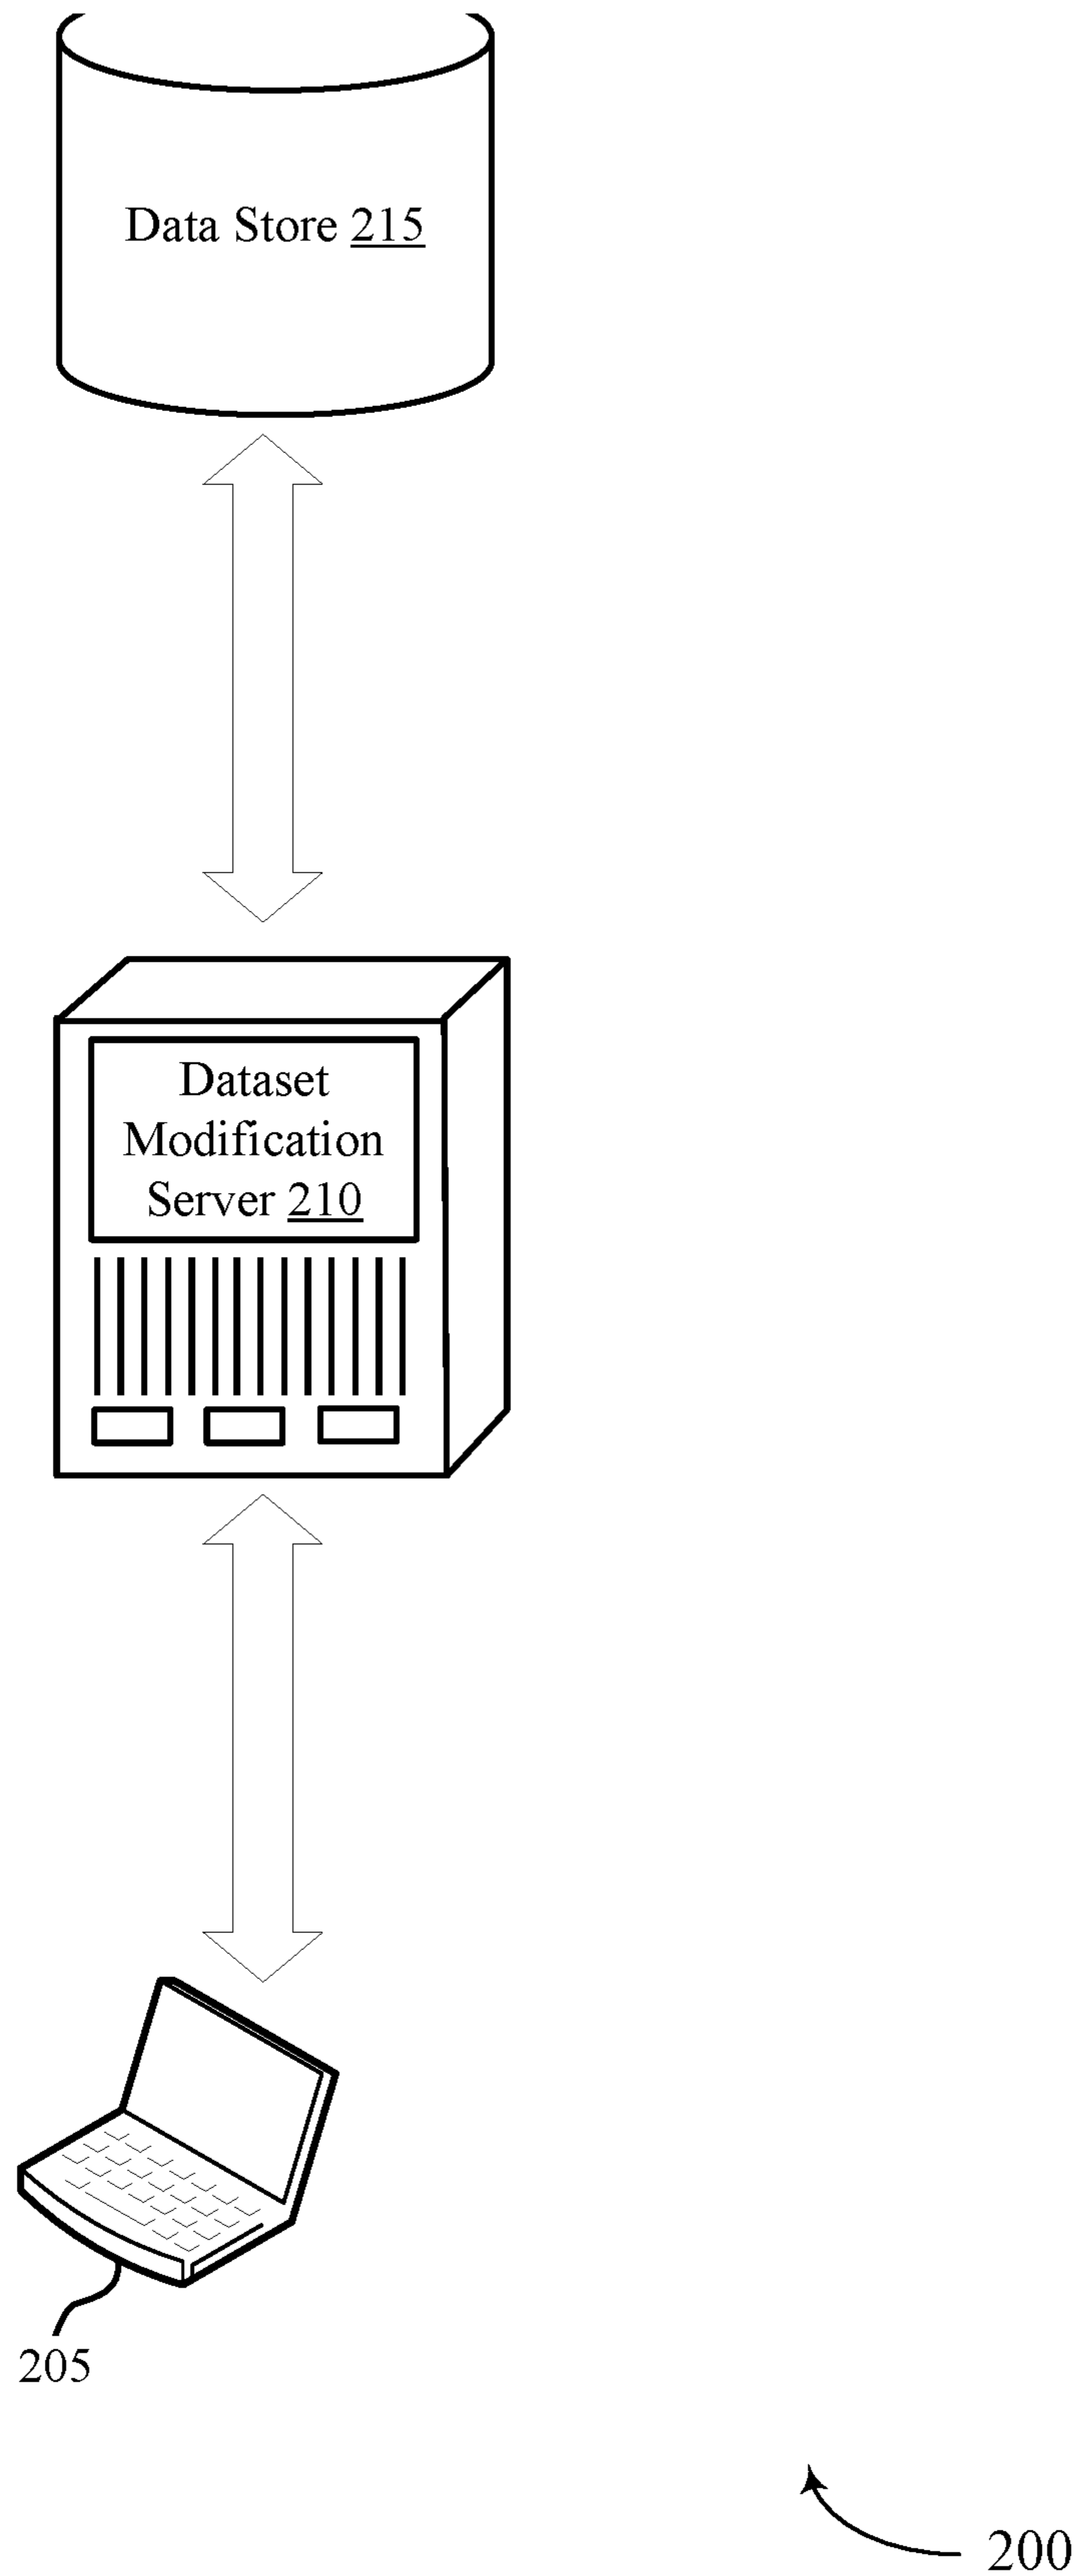 Data Store 215
Dataset
Modification
Server 210
205
200